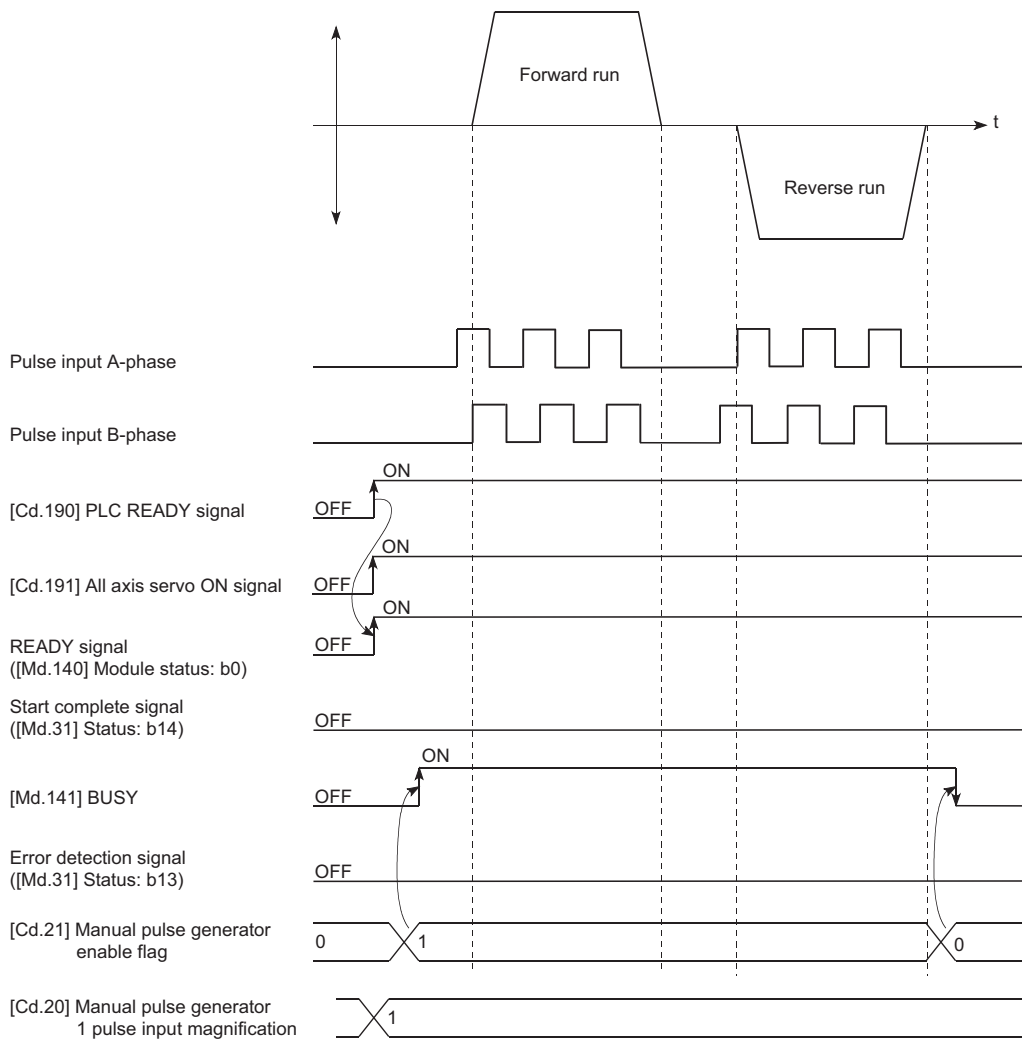 Forward run
t
Reverse run
Pulse input A-phase
Pulse input B-phase
ON
[Cd.190] PLC READY signal
OFF
ON
[Cd.191] All axis servo ON signal
OFF
ON
READY signal
OFF
([Md.140] Module status: b0)
Start complete signal
([Md.31] Status: b14)
OFF
ON
[Md.141] BUSY
OFF
Error detection signal
([Md.31] Status: b13)
OFF
[Cd.21] Manual pulse generator
enable flag
0
1
0
[Cd.20] Manual pulse generator
1 pulse input magnification
1